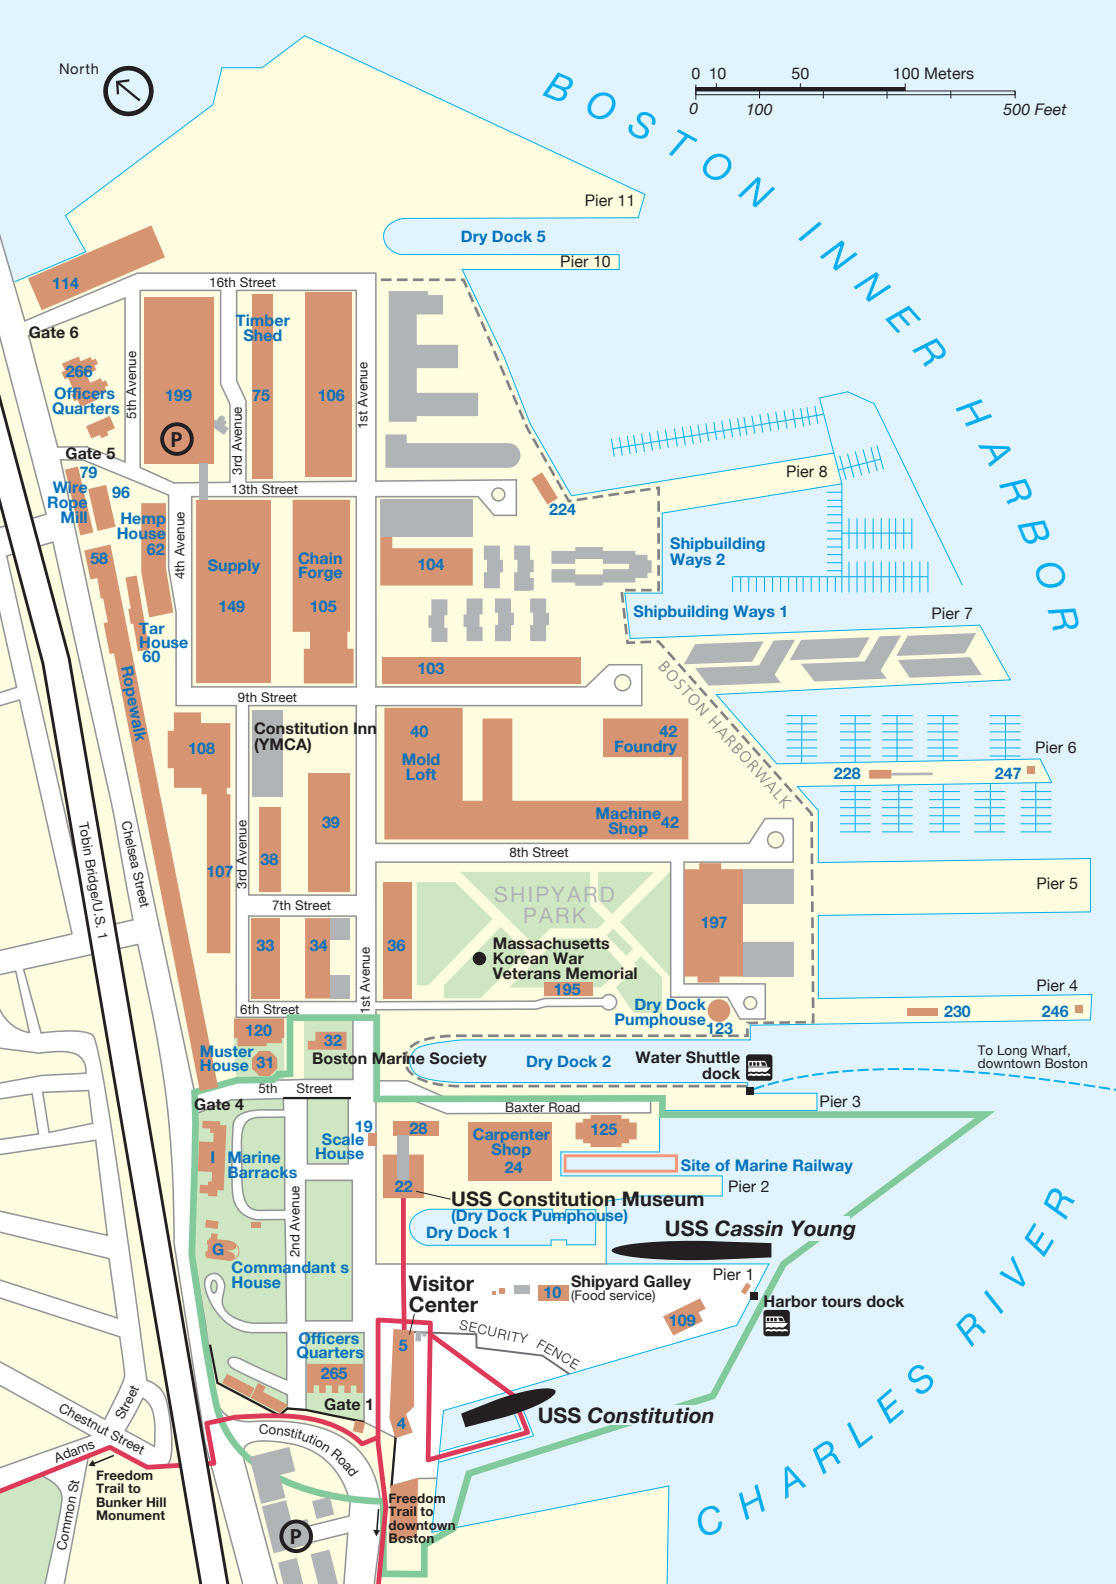 North
0 10 50 100 Meters
0 100 500 Feet
BOSTON INNER HARBOR
Pier 11
Dry Dock 5
Pier 10
114
16th Street
Gate 6
Timber
Shed
266
Officers
Quarters
5th Avenue
199
P
3rd Avenue
75
106
1st Avenue
Gate 5
79
Wire
Rope
Mill
96
Hemp
House
62
13th Street
224
Pier 8
4th Avenue
58
Supply
149
Chain
Forge
105
104
Shipbuilding
Ways 2
Shipbuilding Ways 1
Pier 7
Tar
House
60
Ropewalk
103
BOSTON HARBORWALK
9th Street
Constitution Inn
(YMCA)
108
40
Mold
Loft
42
Foundry
Machine
Shop 42
Pier 6
228
247
39
38
107
3rd Avenue
8th Street
Tobin Bridge/U.S. 1
Chelsea Street
7th Street
SHIPYARD
PARK
Pier 5
33
34
36
197
1st Avenue
Massachusetts
Korean War
Veterans Memorial
195
Pier 4
230
246
6th Street
Dry Dock
Pumphouse
123
120
32
Muster
House
31
Boston Marine Society
Dry Dock 2
Water Shuttle
dock
To Long Wharf,
downtown Boston
5th Street
Gate 4
Baxter Road
Pier 3
19
Scale
House
28
Carpenter
Shop
24
125
I
Marine
Barracks
Site of Marine Railway
22
Pier 2
USS Constitution Museum
(Dry Dock Pumphouse)
Dry Dock 1
USS Cassin Young
2nd Avenue
G
Commandant s
House
Visitor
Center
Shipyard Galley
(Food service)
10
Pier 1
Harbor tours dock
109
SECURITY FENCE
5
Officers
Quarters
265
Gate 1
4
USS Constitution
CHARLES RIVER
Constitution Road
Chestnut Street
Adams Street
Common St
Freedom
Trail to
Bunker Hill
Monument
Freedom
Trail to
downtown
Boston
P